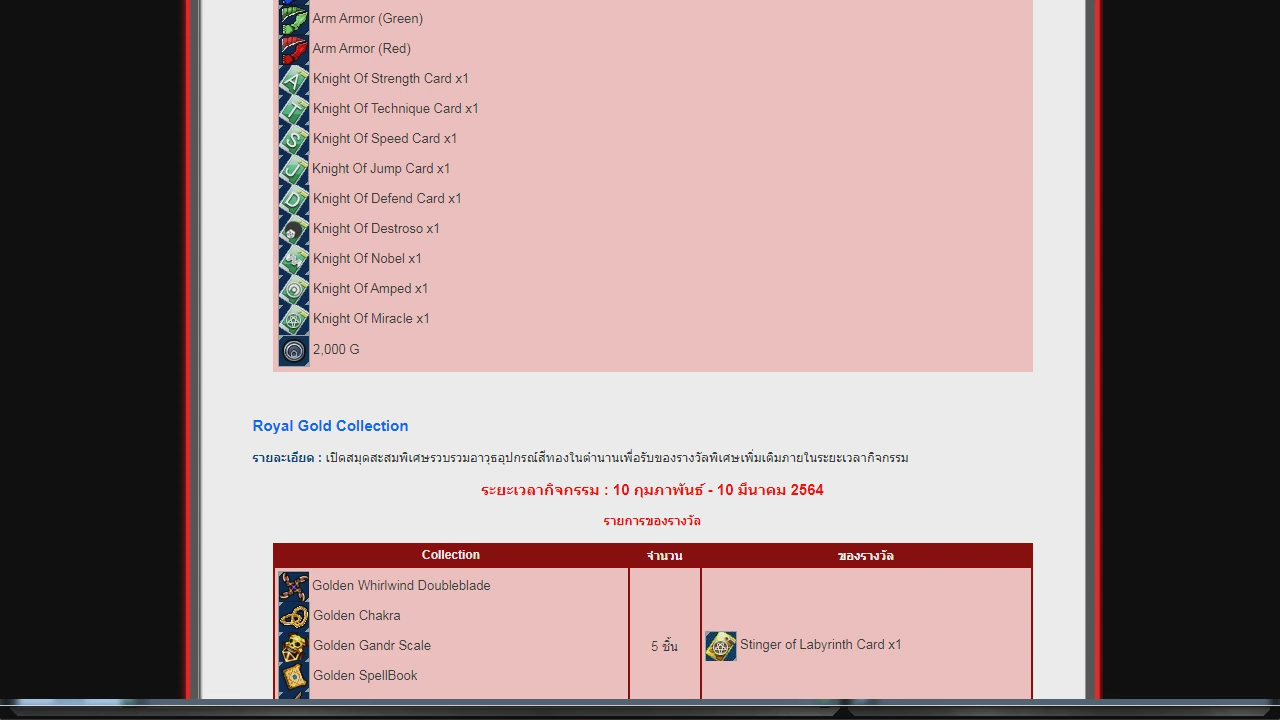 Arm Armor (Green)
Arm Armor (Red)
Knight Of Strength Card x1
Knight Of Technique Card x1
Knight Of Speed Card x1
Knight Of Jump Card x1
Knight Of Defend Card x1
Knight Of Destroso x1
Knight Of Nobel x1
Knight Of Amped x1
Knight Of Miracle x1
2,000 G
Royal Gold Collection
รายละเอียด : เปิดสมุดสะสมพิเศษรวบรวมอาวุธอุปกรณ์สีทองในตำนานเพื่อรับของรางวัลพิเศษเพิ่มเติมภายในระยะเวลากิจกรรม
ระยะเวลากิจกรรม : 10 กุมภาพันธ์ - 10 มีนาคม 2564
รายการของรางวัล
Collection จำนวน ของรางวัล
Golden Whirlwind Doubleblade
Golden Chakra
Golden Gandr Scale
5 ชิ้น Stinger of Labyrinth Card x1
Golden SpellBook